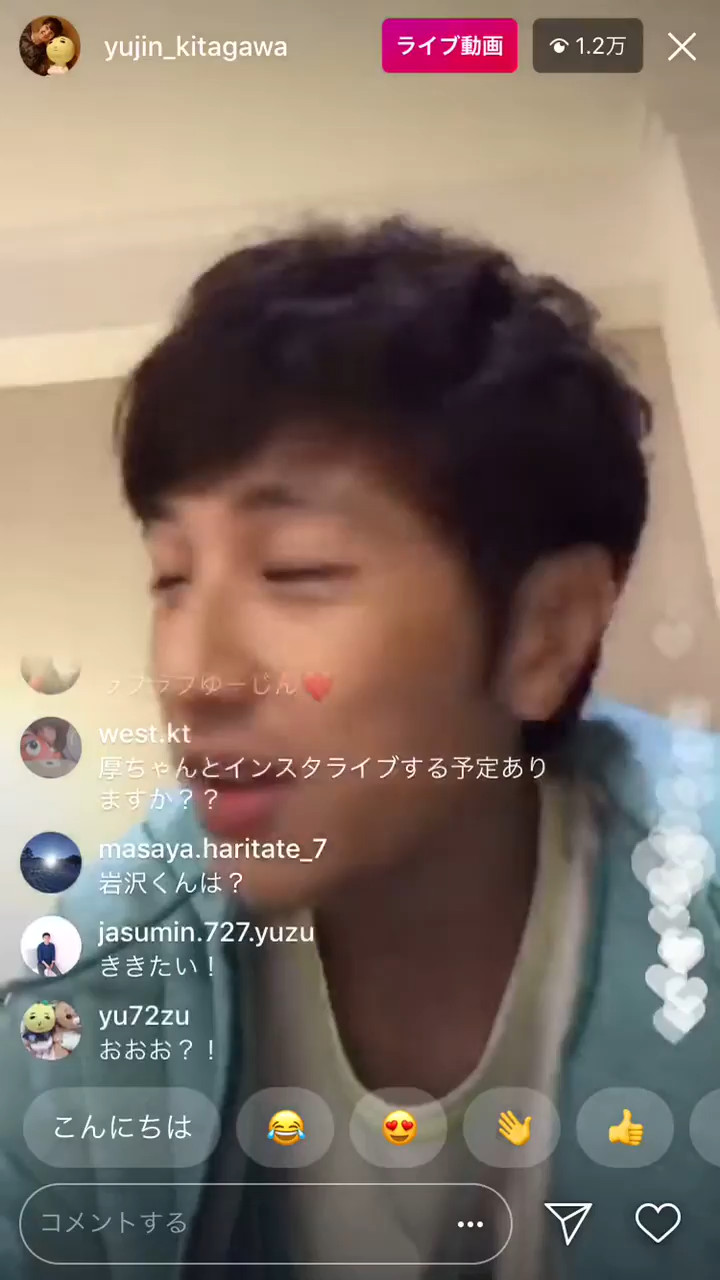 yujin_kitagawa
ライブ動画
1.2万
ラブラブゆーじん❤️
west.kt
厚ちゃんとインスタライブする予定あり
ますか？？
masaya.haritate_7
岩沢くんは？
jasumin.727.yuzu
ききたい！
yu72zu
おおお？！
こんにちは
コメントする